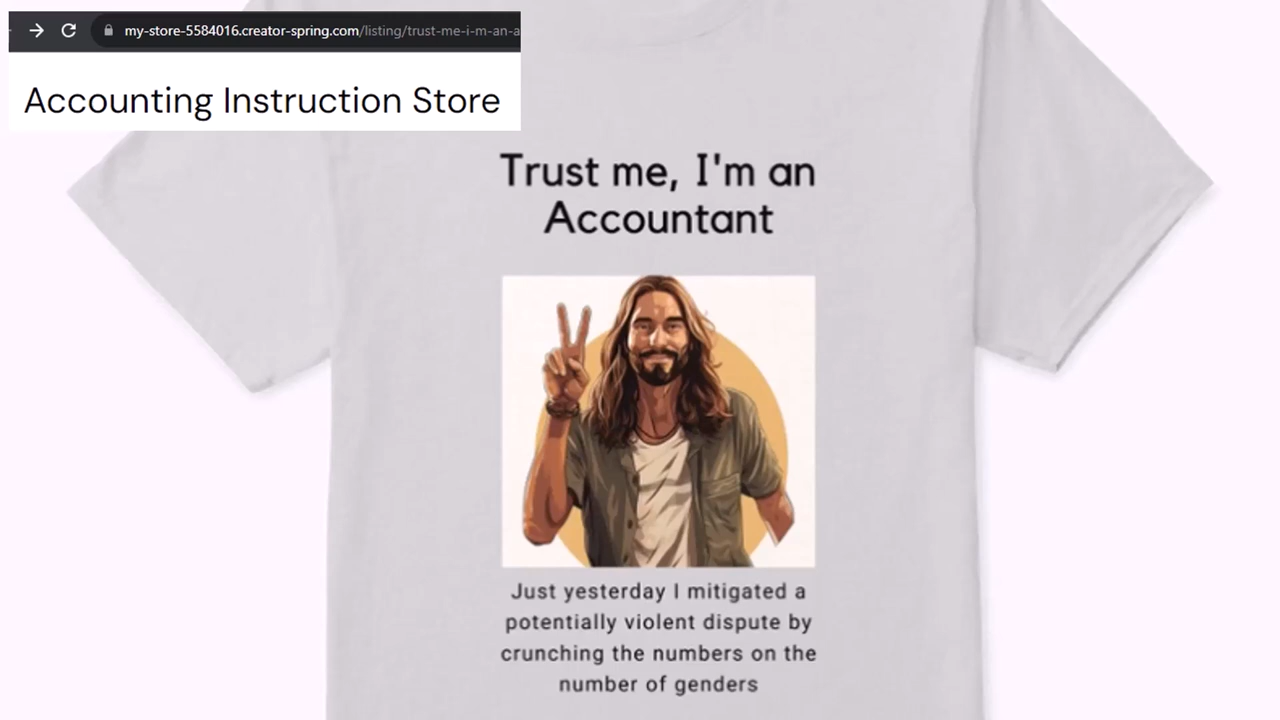 my-store-5584016.creator-spring.com/listing/trust-me-i-m-an-a
Accounting Instruction Store
Trust me, I'm an
Accountant
Just yesterday I mitigated a
potentially violent dispute by
crunching the numbers on the
number of genders